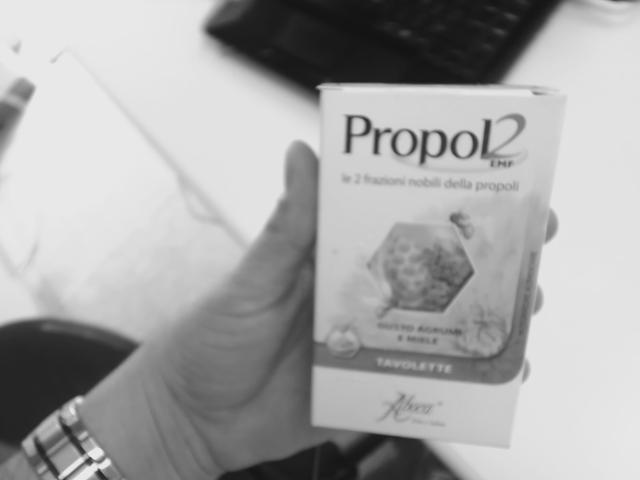 Propol2
EMF
le 2 frazioni nobili della propoli
GUSTO AGRUMI
E MIELE
TAVOLETTE
Aboca